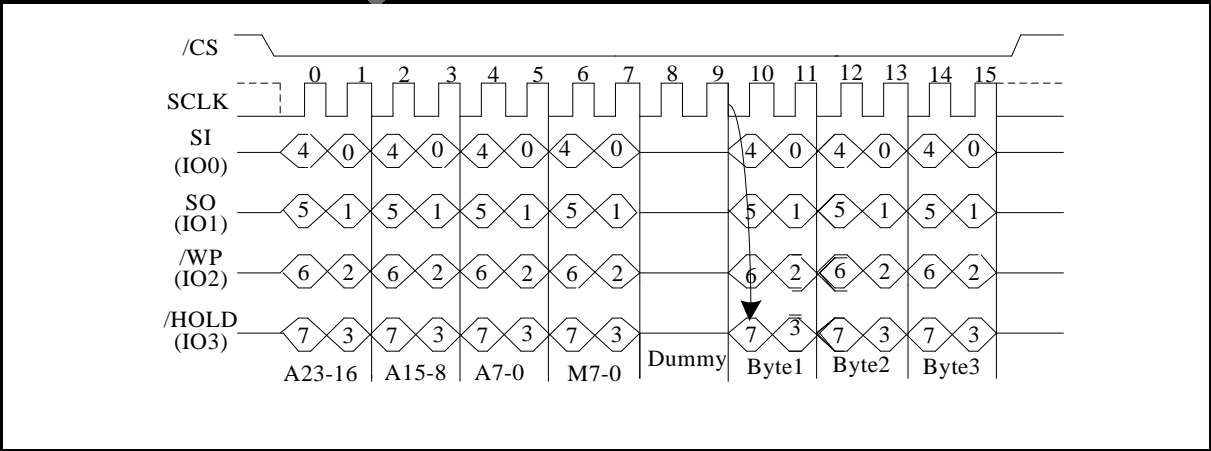 /CS
0 1 2 3 4 5 6 7 8 9 10 11 12 13 14 15
SCLK
SI
(IO0)
4 0 4 0 4 0 4 0 4 0 4 0 4 0
SO
(IO1)
5 1 5 1 5 1 5 1 5 1 5 1 5 1
/WP
(IO2)
6 2 6 2 6 2 6 2 6 2 6 2 6 2
/HOLD
(IO3)
7 3 7 3 7 3 7 3 7 3 7 3 7 3
A23-16 A15-8 A7-0 M7-0 Dummy Byte1 Byte2 Byte3